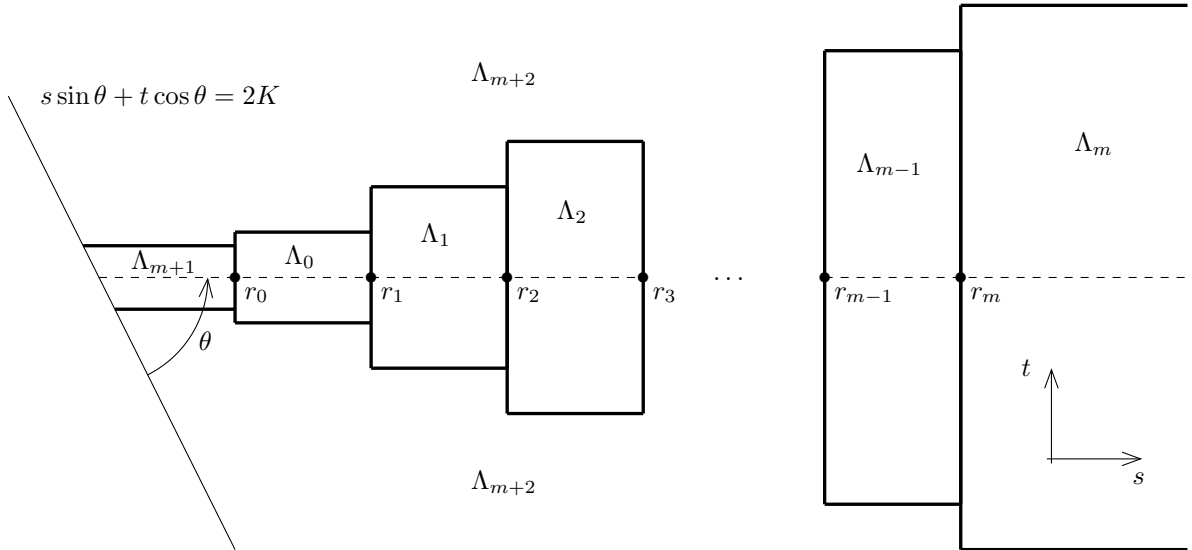 Λ_{m+2}
s sin θ + t cos θ = 2K
Λ_m
Λ_{m−1}
Λ_2
Λ_1
Λ_0
Λ_{m+1}
r_0
r_1
r_2
r_3
· · ·
r_{m−1}
r_m
θ
t
s
Λ_{m+2}